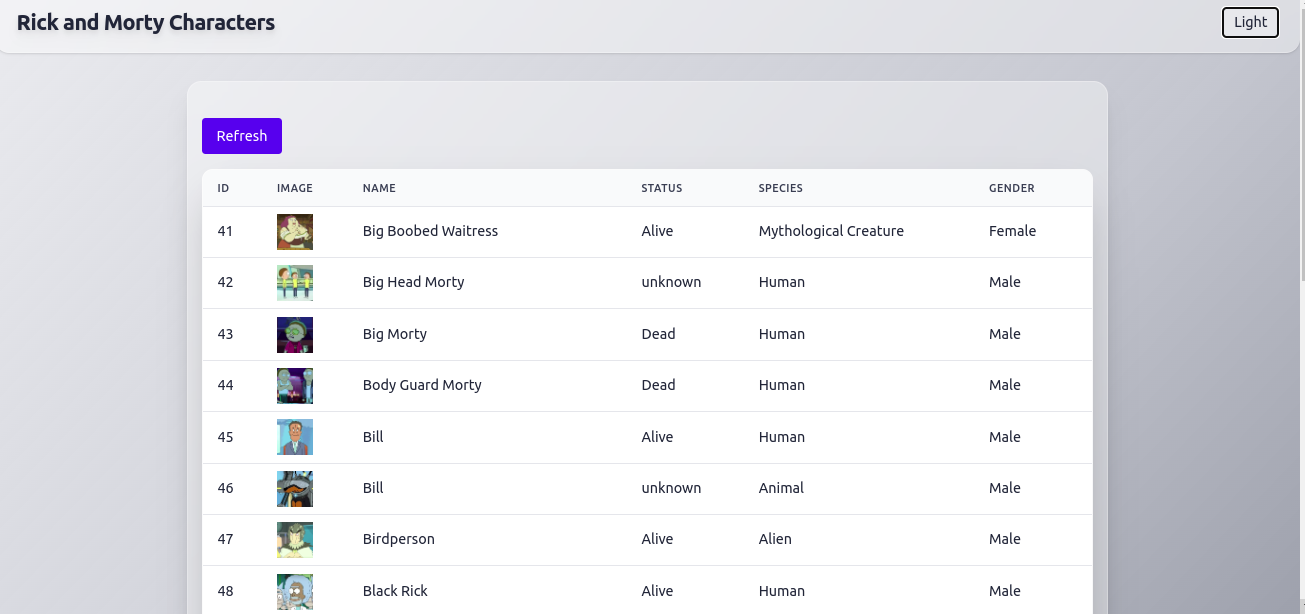 Rick and Morty Characters Light
Refresh
ID IMAGE NAME STATUS SPECIES GENDER
41 Big Boobed Waitress Alive Mythological Creature Female
42 Big Head Morty unknown Human Male
43 Big Morty Dead Human Male
44 Body Guard Morty Dead Human Male
45 Bill Alive Human Male
46 Bill unknown Animal Male
47 Birdperson Alive Alien Male
48 Black Rick Alive Human Male